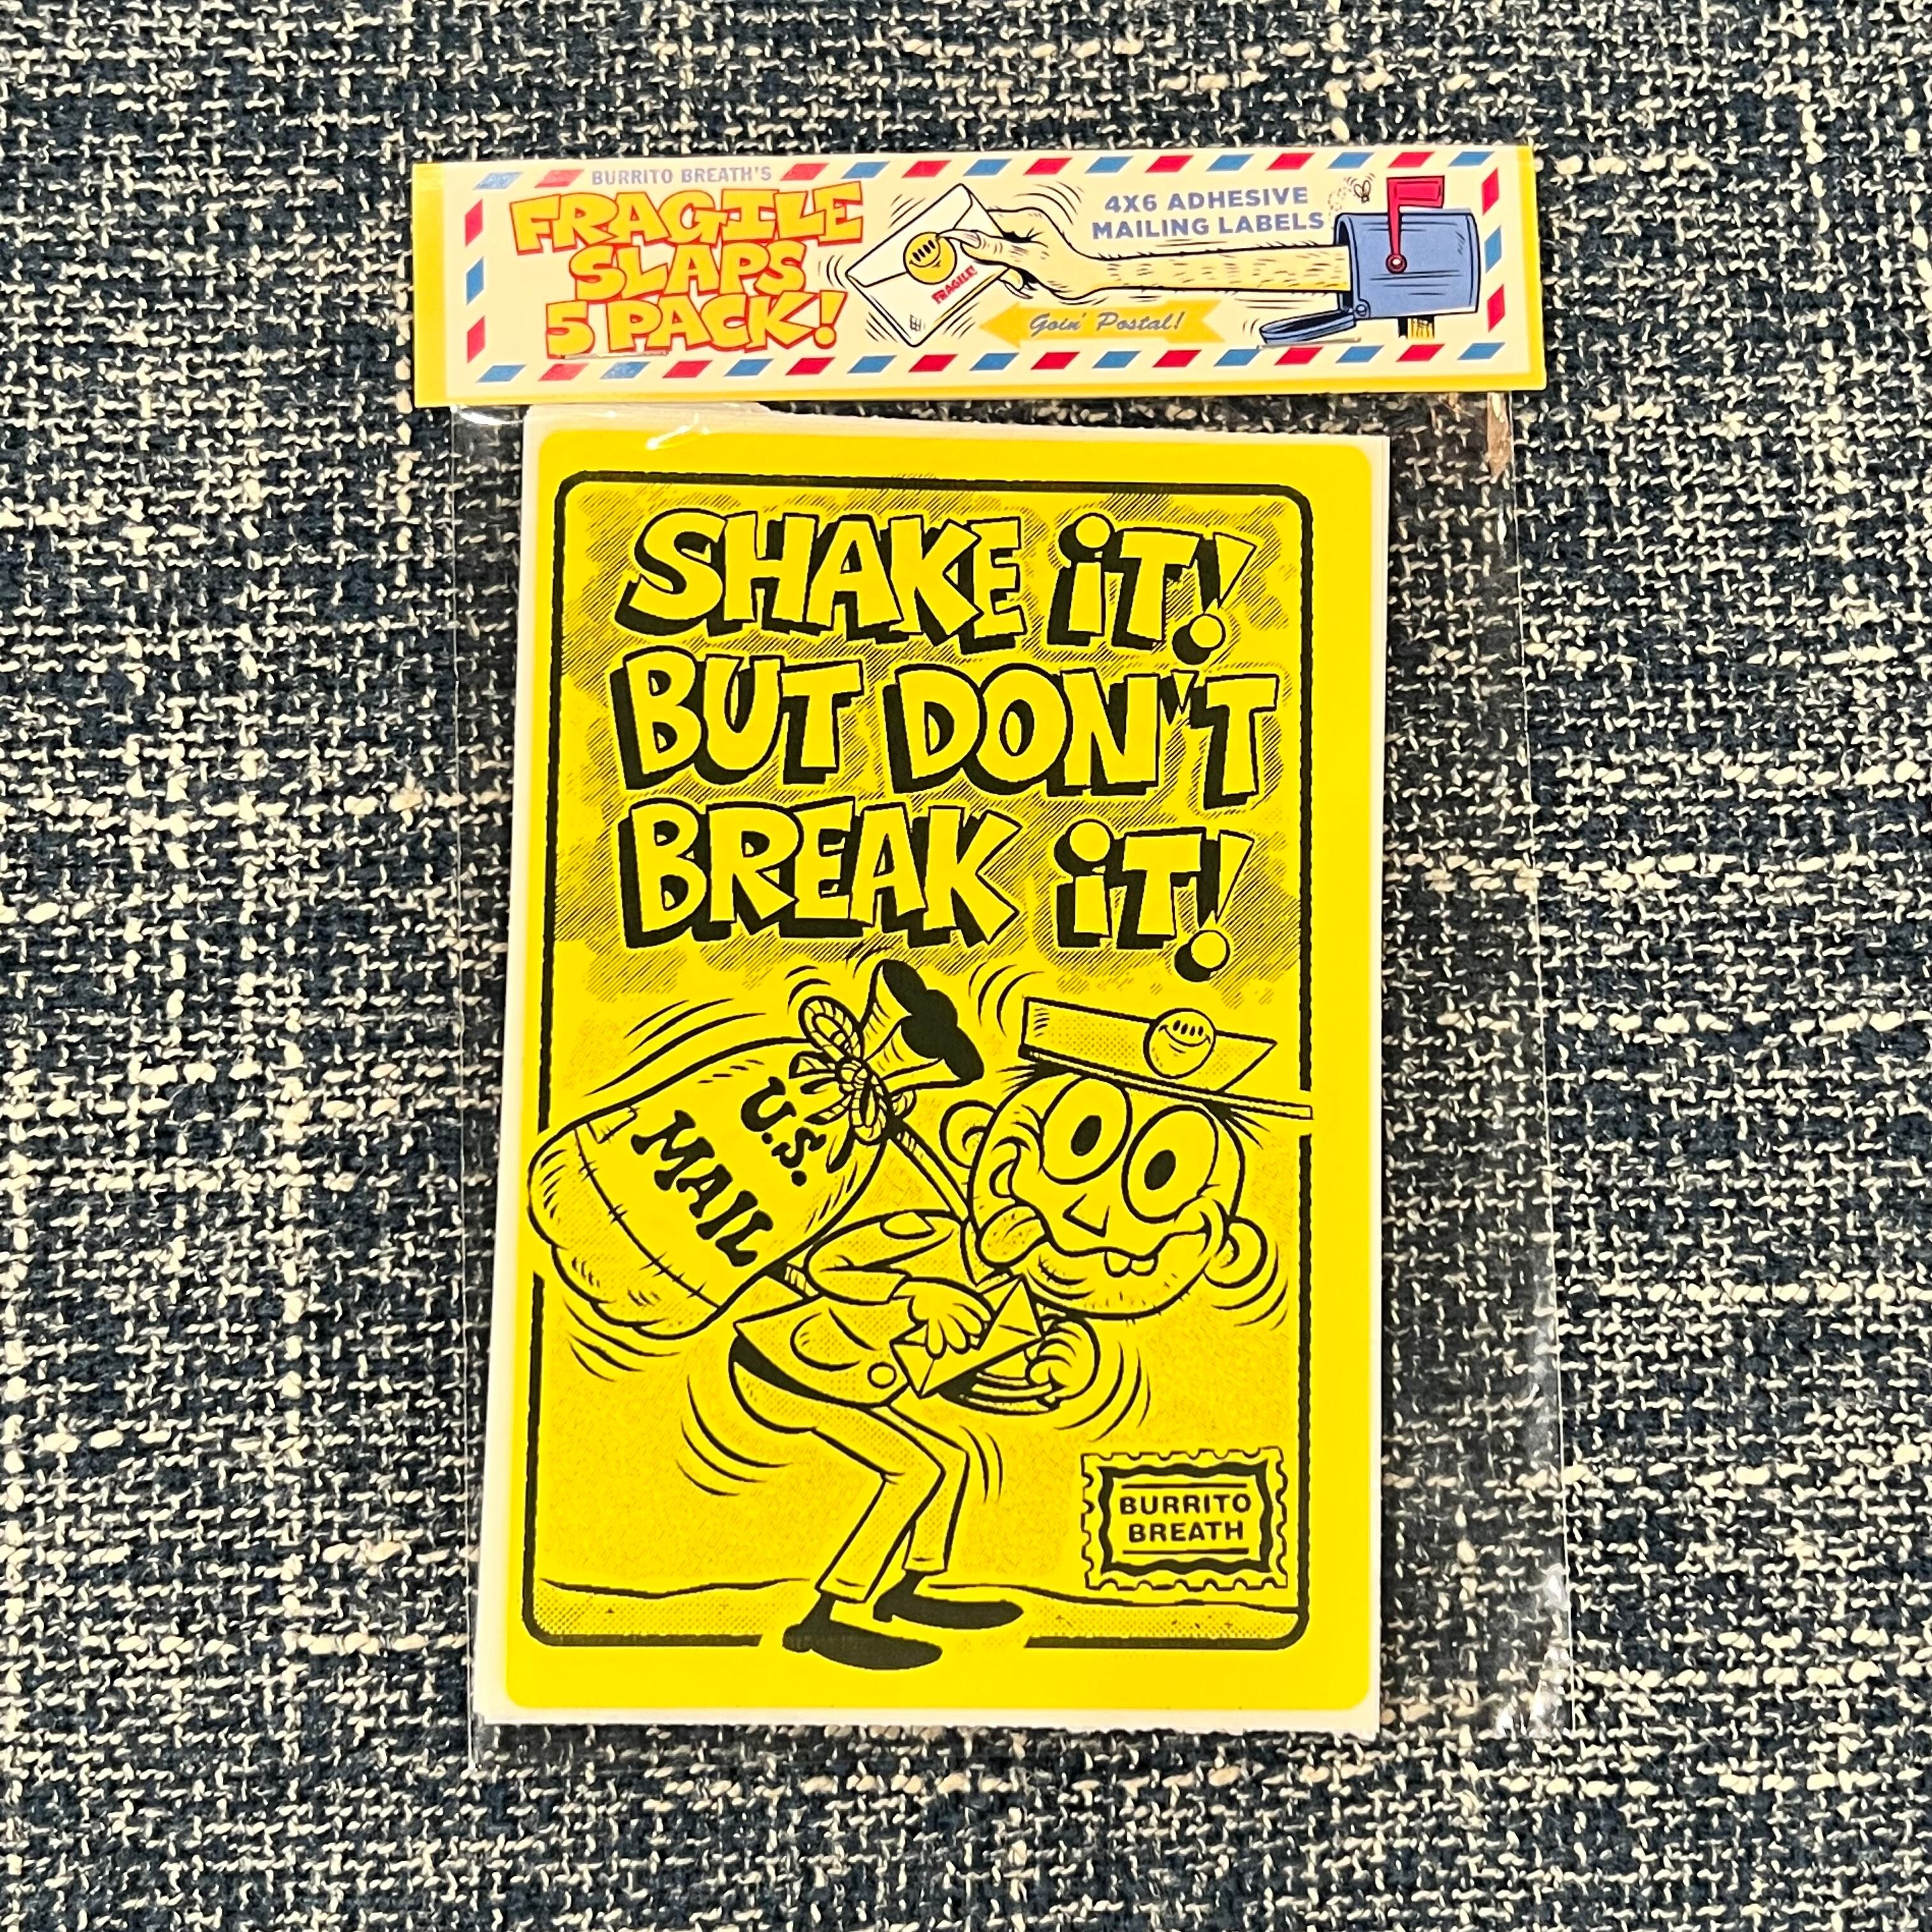 BURRITO BREATH'S
FRAGILE
SLAPS
5 PACK!
FRAGILE!
4X6 ADHESIVE
MAILING LABELS
Goin' Postal!
SHAKE iT!
BUT DON'T
BREAK iT!
U.S.
MAIL
BURRITO
BREATH